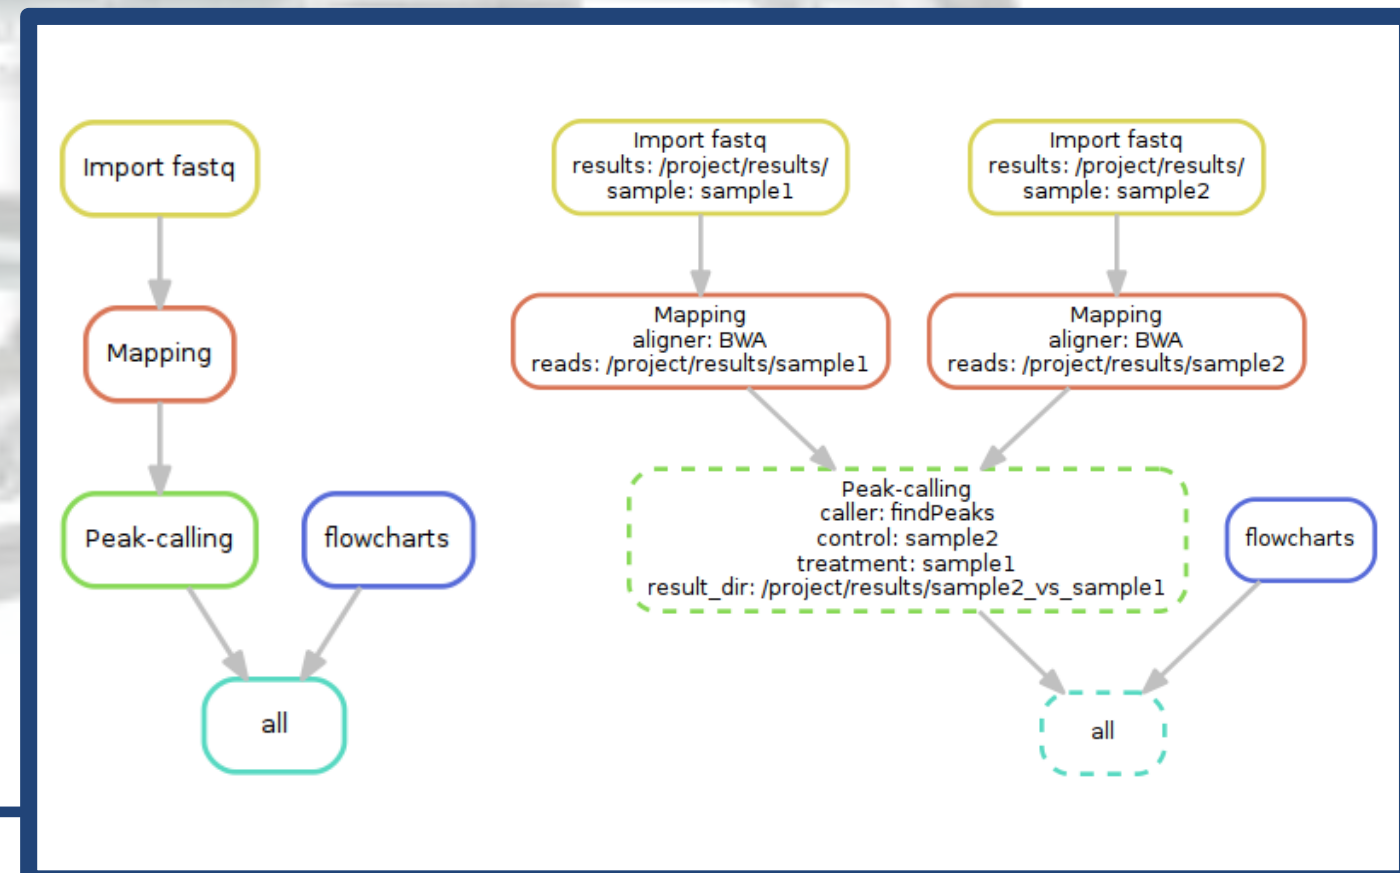 Import fastq
Mapping
Peak-calling
flowcharts
all
Import fastq
results: /project/results/
sample: sample1
Import fastq
results: /project/results/
sample: sample2
Mapping
aligner: BWA
reads: /project/results/sample1
Mapping
aligner: BWA
reads: /project/results/sample2
Peak-calling
caller: findPeaks
control: sample2
treatment: sample1
result_dir: /project/results/sample2_vs_sample1
flowcharts
all